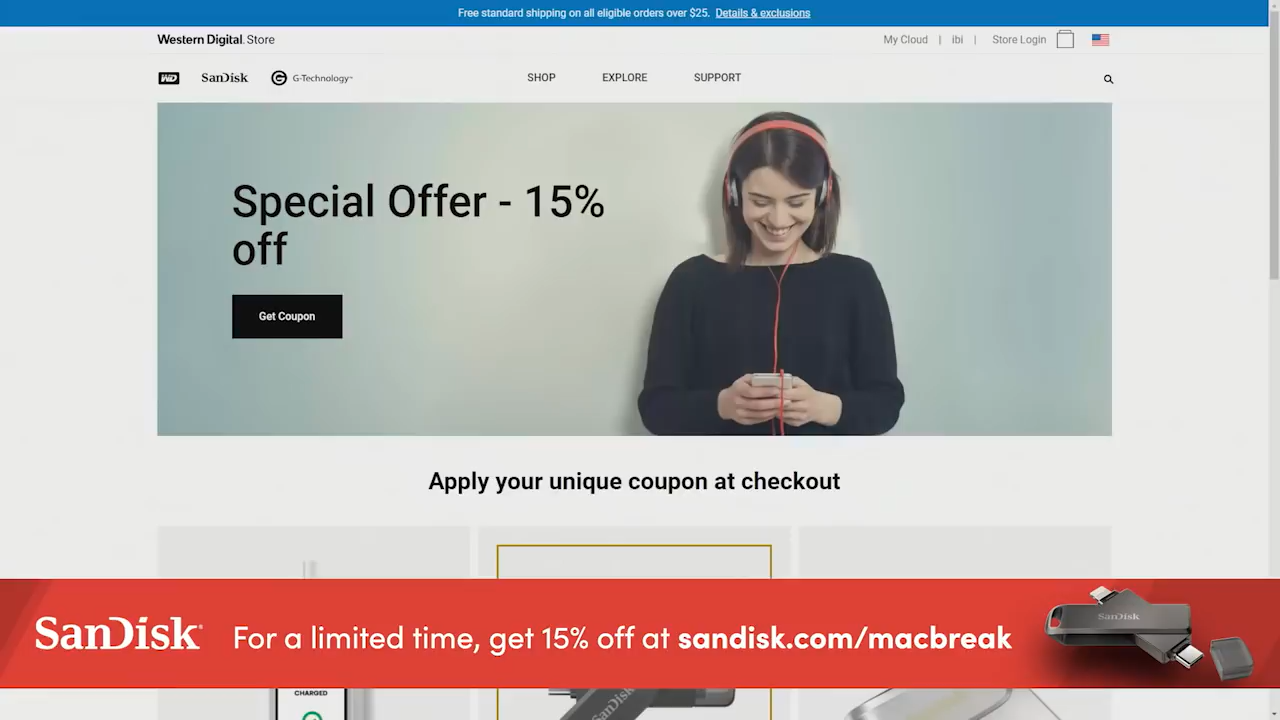 Free standard shipping on all eligible orders over $25. Details & exclusions
Western Digital. Store
My Cloud | ibi | Store Login
WD SanDisk G-Technology™
SHOP EXPLORE SUPPORT
Special Offer - 15%
off
Get Coupon
Apply your unique coupon at checkout
SanDisk® For a limited time, get 15% off at sandisk.com/macbreak
SanDisk
CHARGED
SanDisk